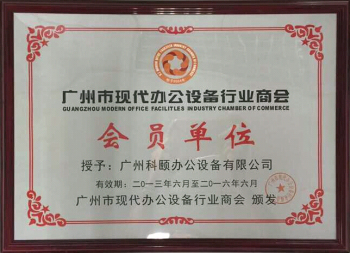 广州市现代办公设备行业商会
GUANGZHOU MODERN OFFICE FACILITLES INDUSTRY CHAMBER OF COMMERCE
会员单位
授予：广州科颐办公设备有限公司
有效期：二0一三年六月至二0一六年六月
广州市现代办公设备行业商会 颁发